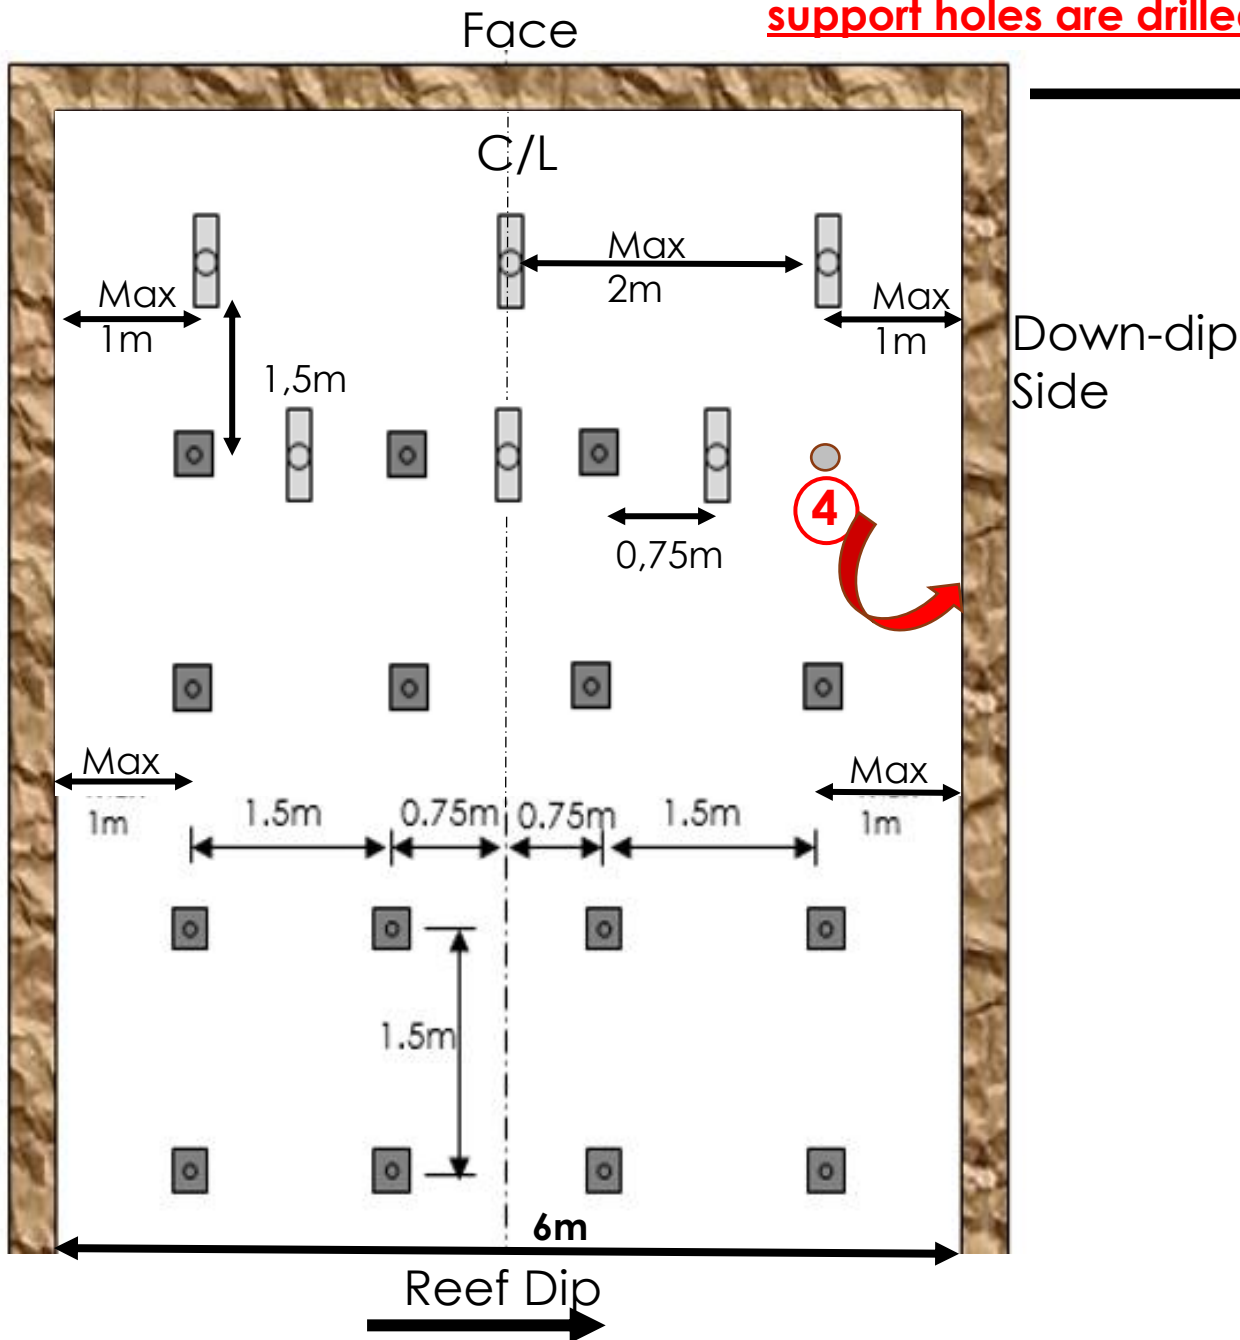 support holes are drilled
Face
C/L
Max
2m
Max
1m
Max
1m
Down-dip
Side
1,5m
4
0,75m
Max
1m
Max
1m
1.5m
0.75m
0.75m
1.5m
1.5m
6m
Reef Dip